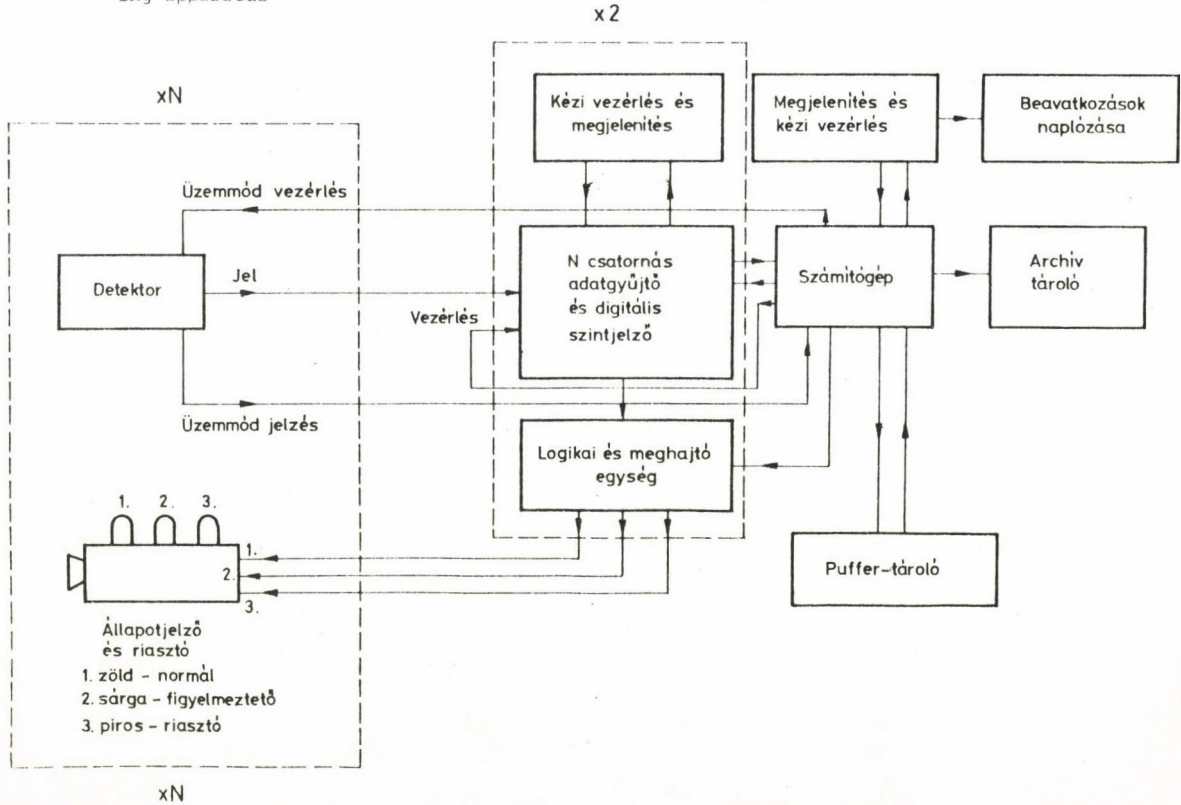 x2
xN
Kézi vezérlés és
megjelenítés
Megjelenítés és
kézi vezérlés
Beavatkozások
naplózása
Üzemmód vezérlés
Detektor
Jel
Vezérlés
N csatornás
adatgyűjtő
és digitális
szintjelző
Számítógép
Archív
tároló
Üzemmód jelzés
Logikai és meghajtó
egység
Puffer-tároló
1. 2. 3.
1.
2.
3.
Állapotjelző
és riasztó
1. zöld - normál
2. sárga - figyelmeztető
3. piros - riasztó
xN